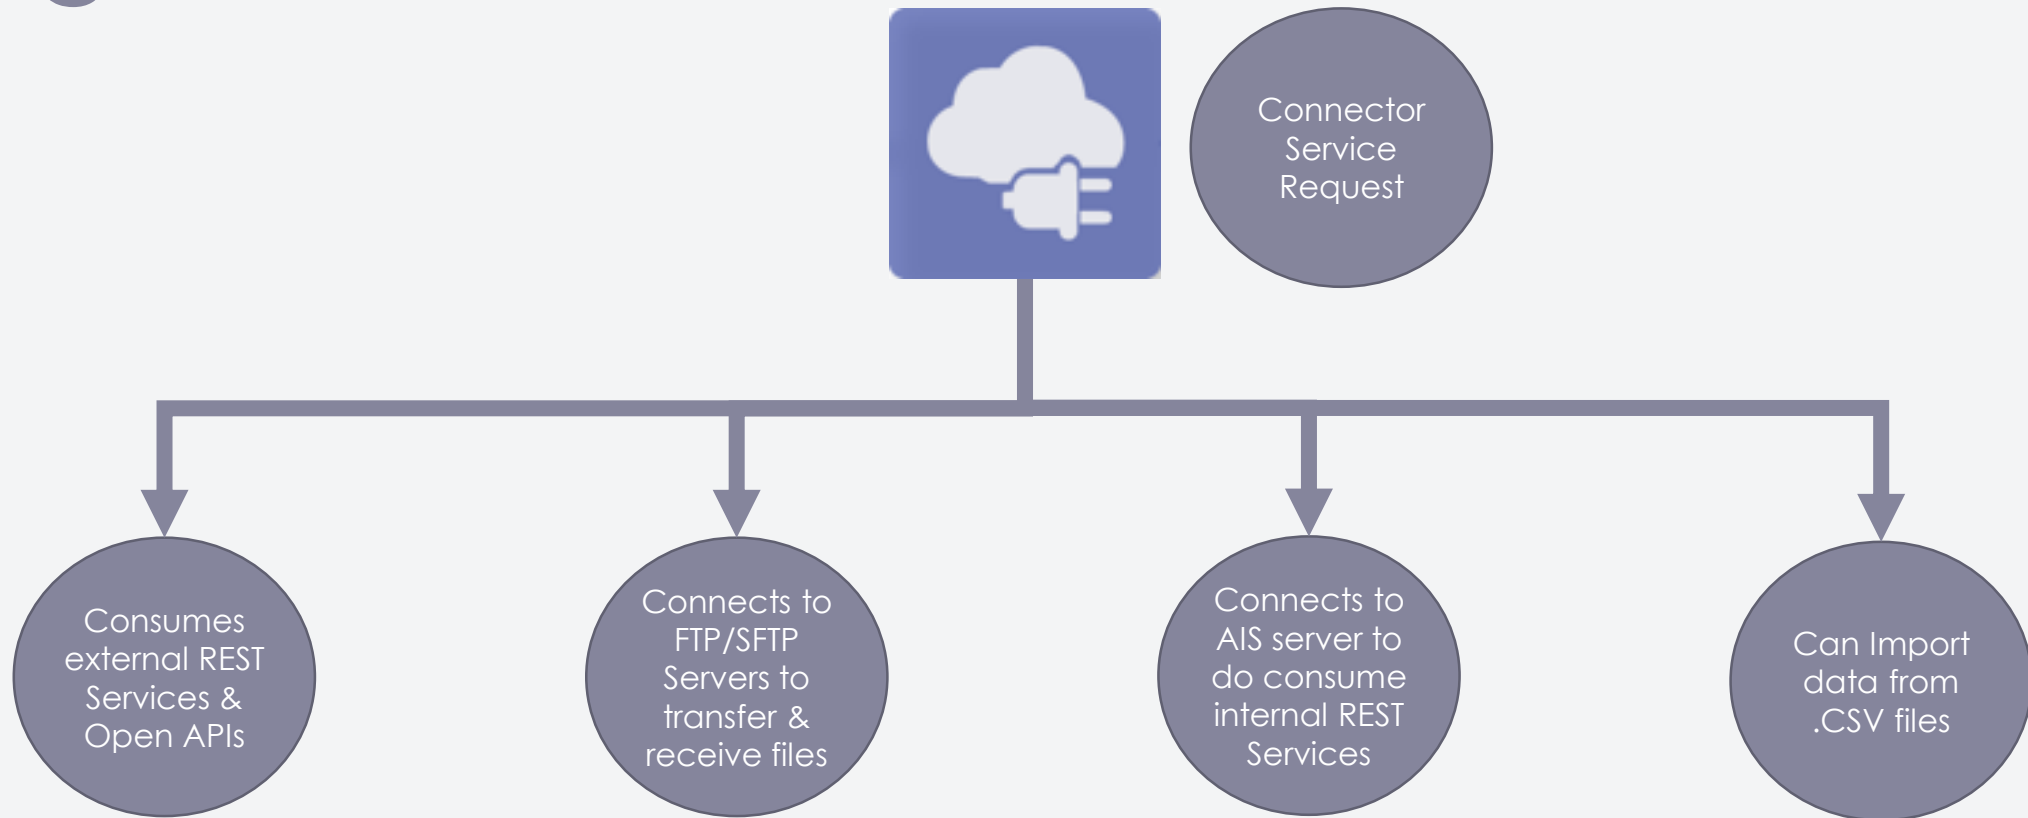 Connector
Service
Request
Consumes
external REST
Services &
Open APIs
Connects to
FTP/SFTP
Servers to
transfer &
receive files
Connects to
AIS server to
do consume
internal REST
Services
Can Import
data from
.CSV files